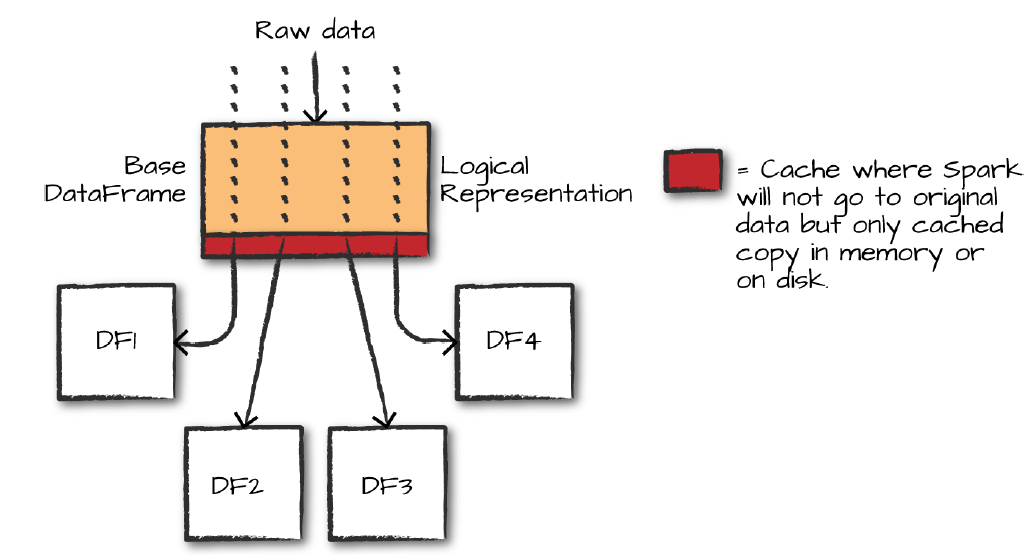 Raw data
Base
DataFrame
Logical
Representation
= Cache where Spark
will not go to original
data but only cached
copy in memory or
on disk.
DF1
DF4
DF2
DF3